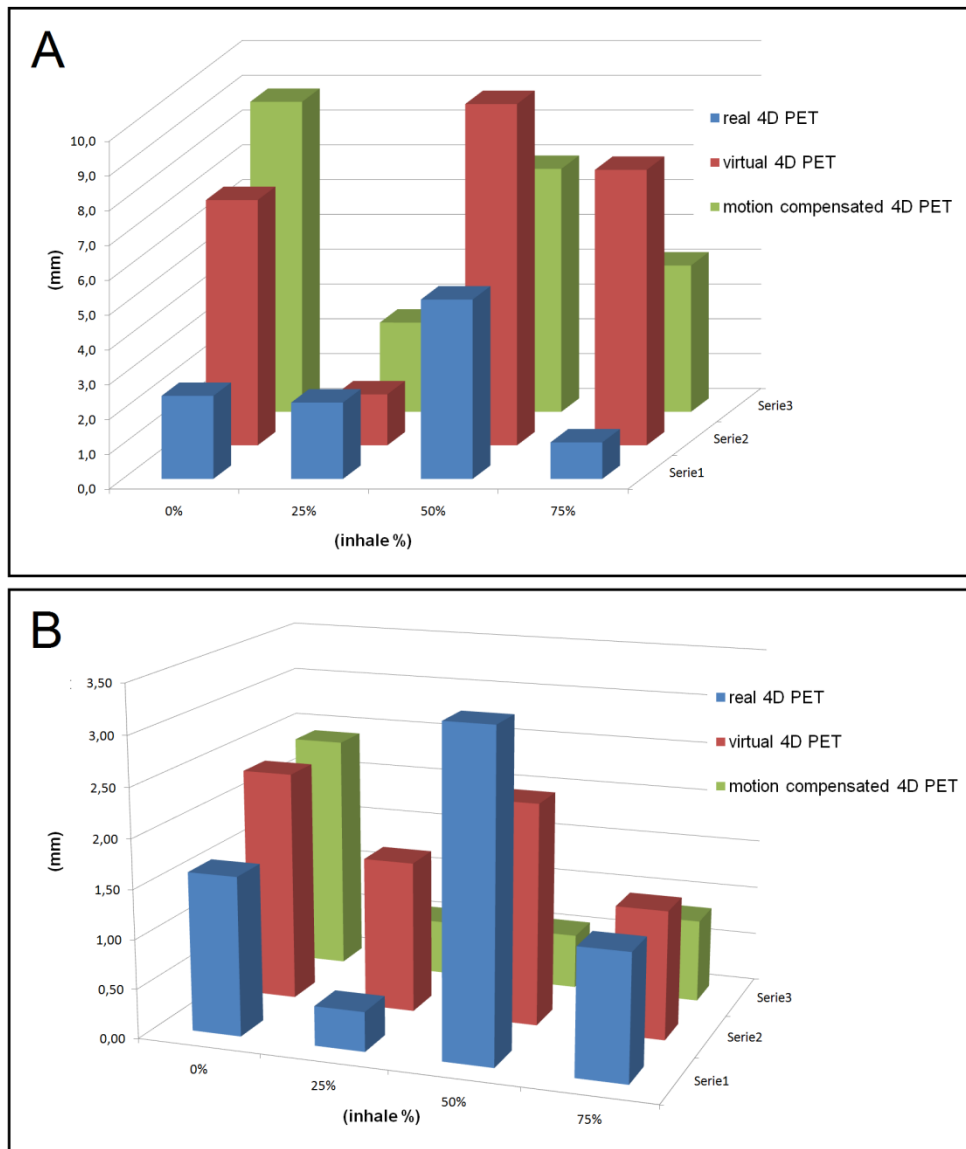 A
10,0
9,0
8,0
7,0
6,0
5,0
4,0
3,0
2,0
1,0
0,0
(mm)
0%
25%
50%
75%
(inhale %)
real 4D PET
virtual 4D PET
motion compensated 4D PET
Serie3
Serie2
Serie1
B
3,50
3,00
2,50
2,00
1,50
1,00
0,50
0,00
(mm)
0%
25%
50%
75%
(inhale %)
real 4D PET
virtual 4D PET
motion compensated 4D PET
Serie3
Serie2
Serie1